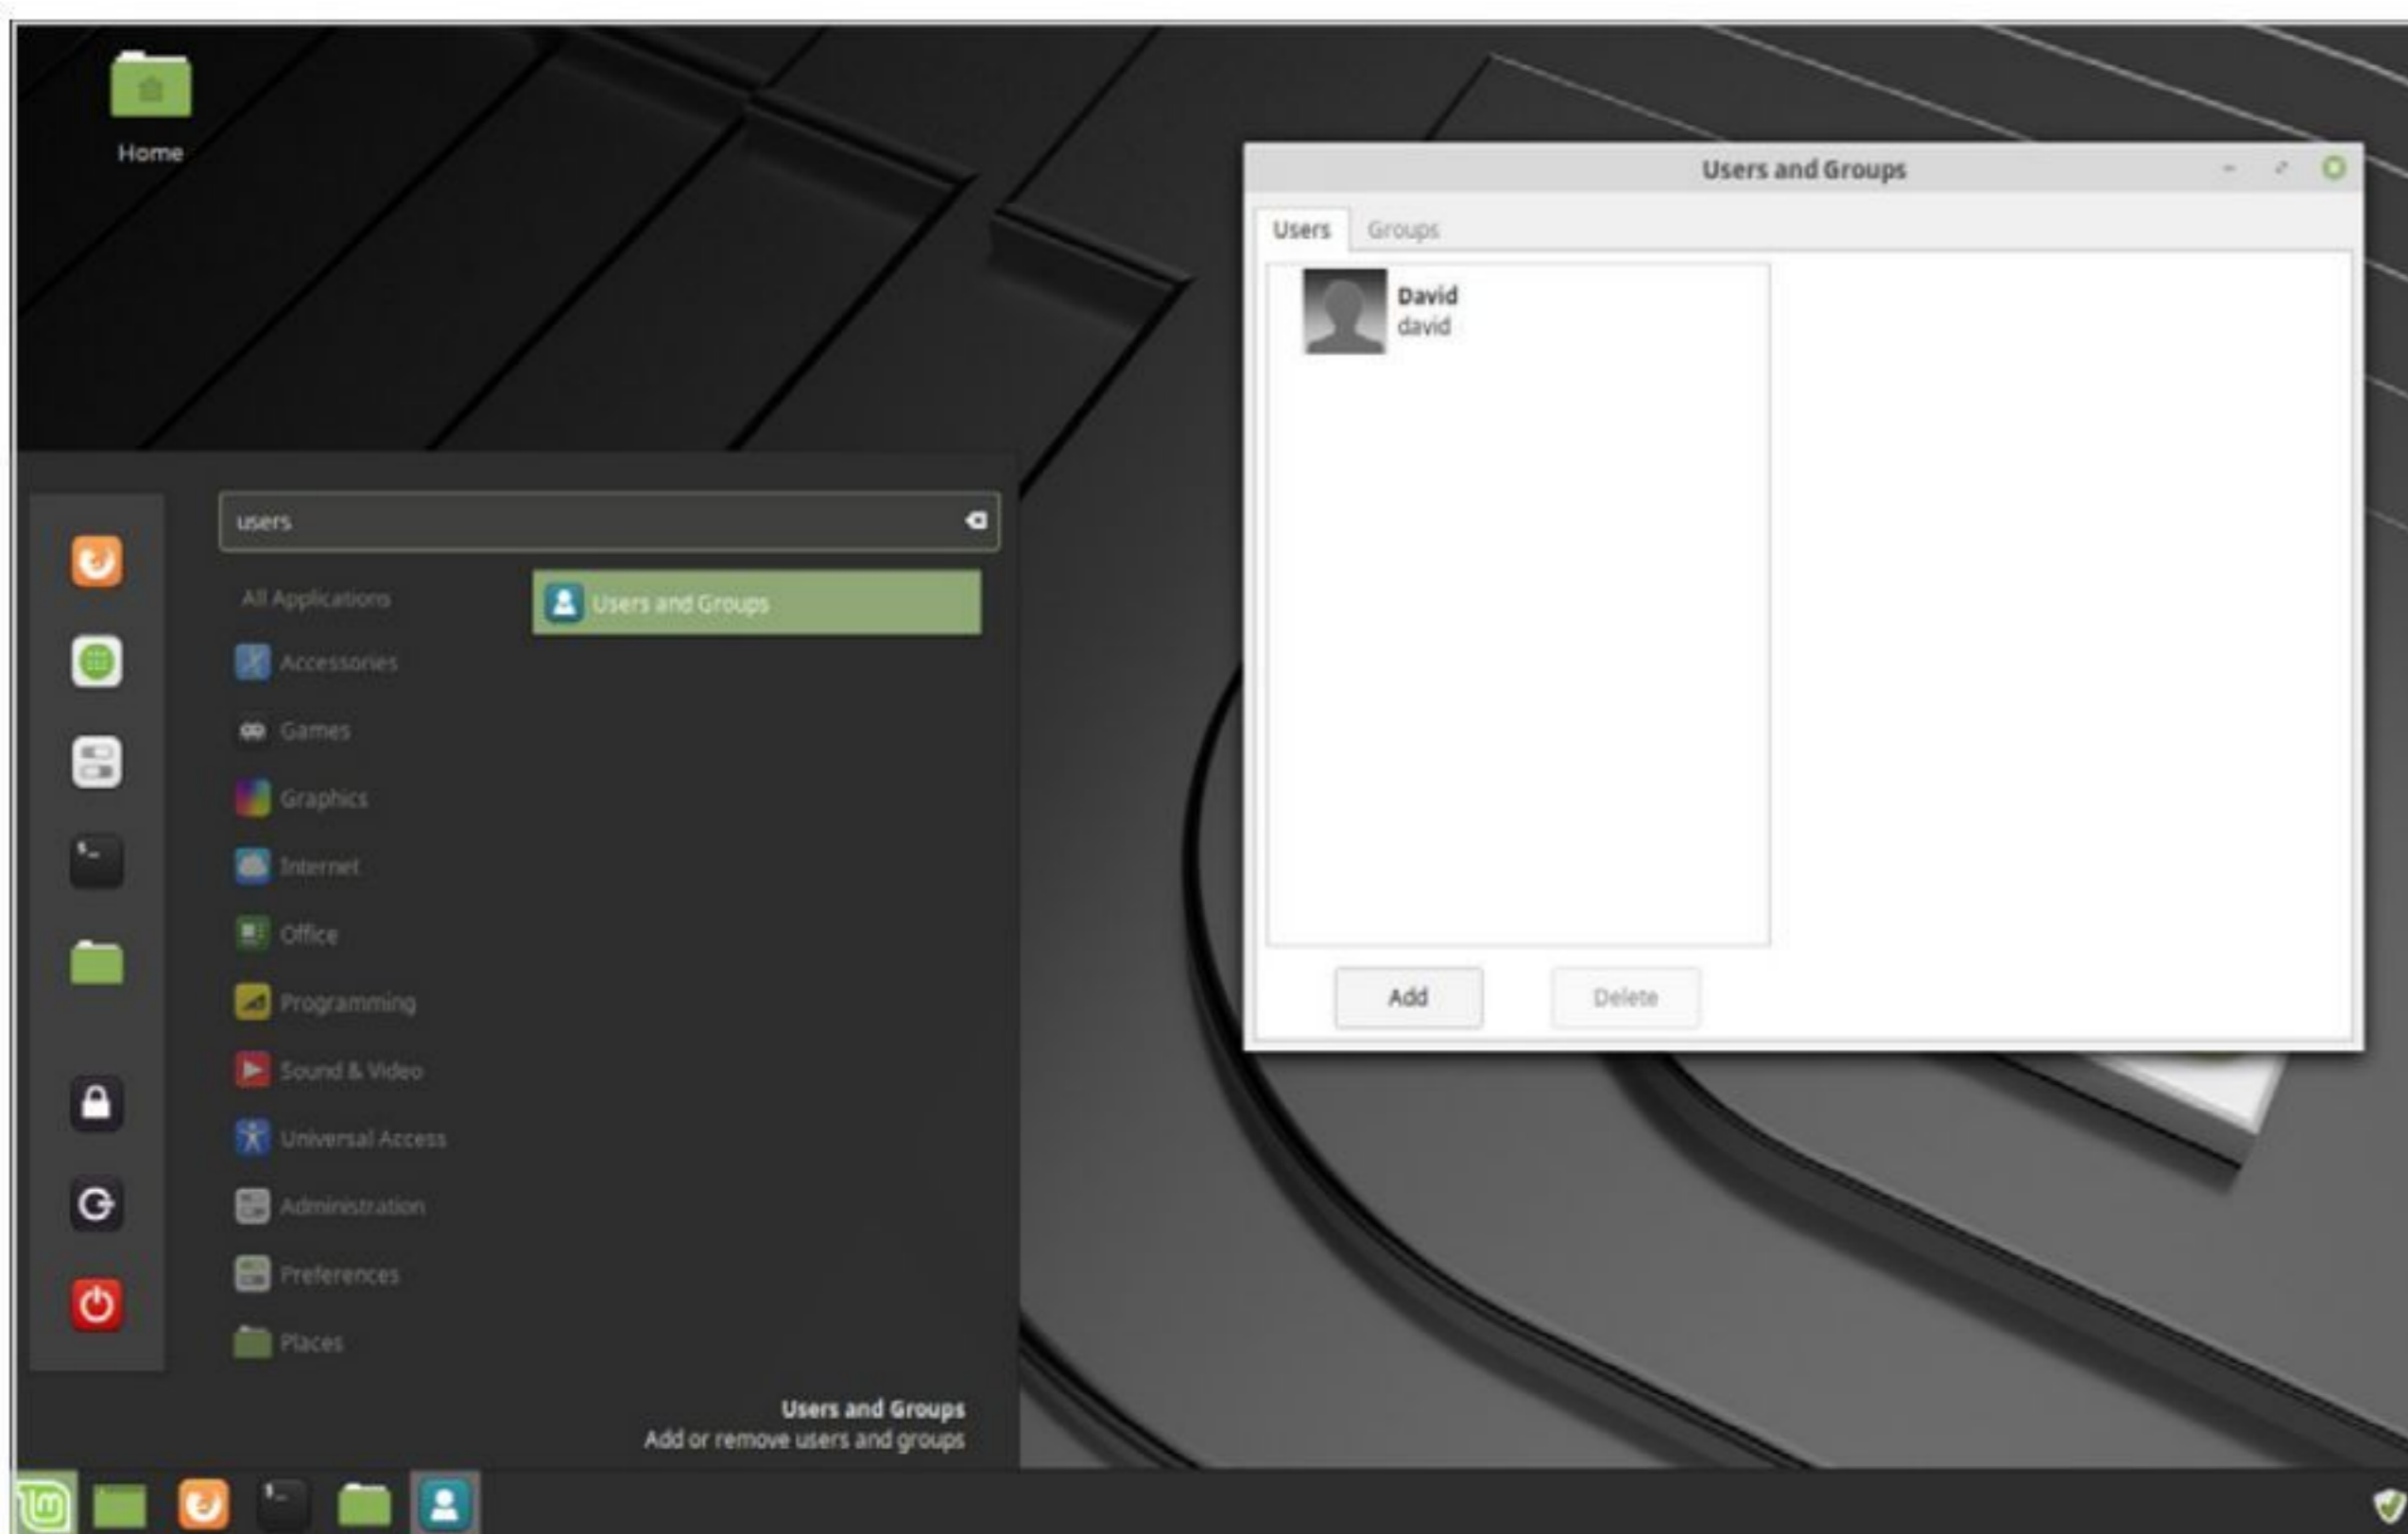 Home
Users and Groups
Users Groups
David
david
Add Delete
users
All Applications
Users and Groups
Accessories
Games
Graphics
Internet
Office
Programming
Sound & Video
Universal Access
Administration
Preferences
Places
Users and Groups
Add or remove users and groups